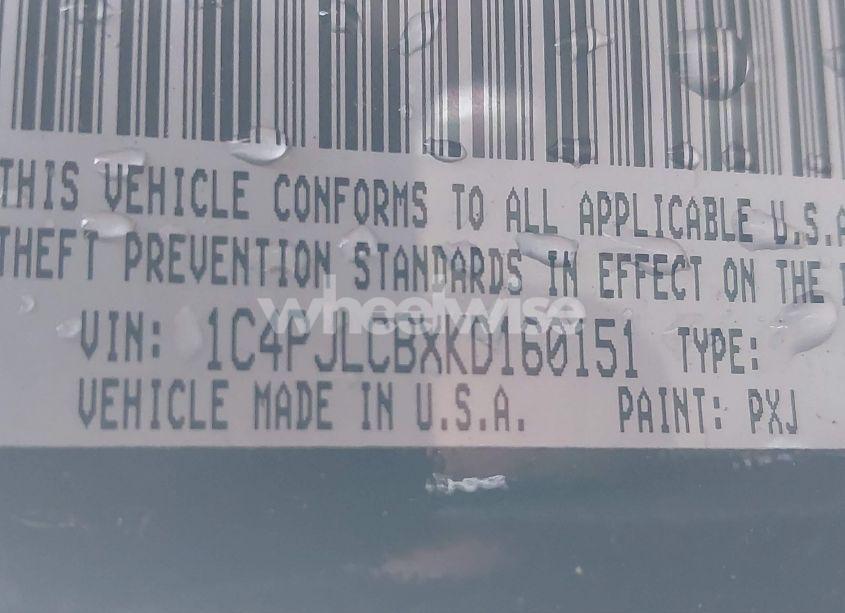 THIS VEHICLE CONFORMS TO ALL APPLICABLE U.S.A
THEFT PREVENTION STANDARDS IN EFFECT ON THE
wheelwise
VIN: 1C4PJLCBXKD160151 TYPE:
VEHICLE MADE IN U.S.A. PAINT: PXJ